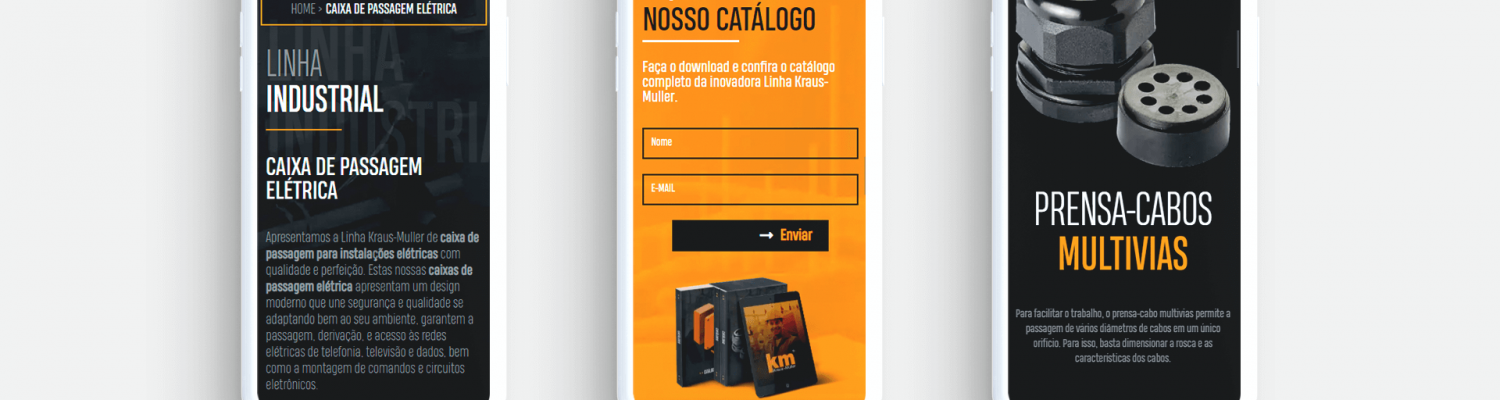 HOME > CAIXA DE PASSAGEM ELÉTRICA
LINHA
INDUSTRIAL
LINHA
INDUSTRIA
CAIXA DE PASSAGEM
ELÉTRICA
Apresentamos a Linha Kraus-Muller de caixa de
passagem para instalações elétricas com
qualidade e perfeição. Estas nossas caixas de
passagem elétrica apresentam um design
moderno que une segurança e qualidade se
adaptando bem ao seu ambiente, garantem a
passagem, derivação, e acesso às redes
elétricas de telefonia, televisão e dados, bem
como a montagem de comandos e circuitos
eletrônicos.
NOSSO CATÁLOGO
Faça o download e confira o catálogo
completo da inovadora Linha Kraus-
Muller.
Nome
E-MAIL
→ Enviar
km
PRENSA-CABOS
MULTIVIAS
Para facilitar o trabalho, o prensa-cabo multivias permite a
passagem de vários diâmetros de cabos em um único
orifício. Para isso, basta dimensionar a rosca e as
características dos cabos.